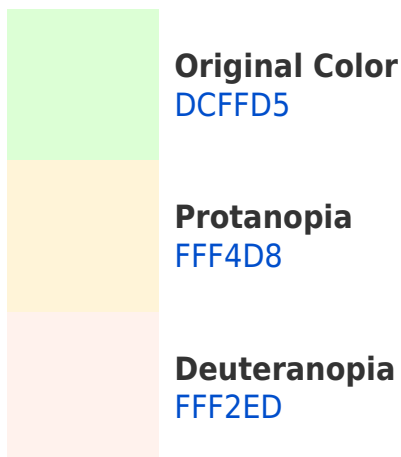 Original Color
DCFFD5
Protanopia
FFF4D8
Deuteranopia
FFF2ED